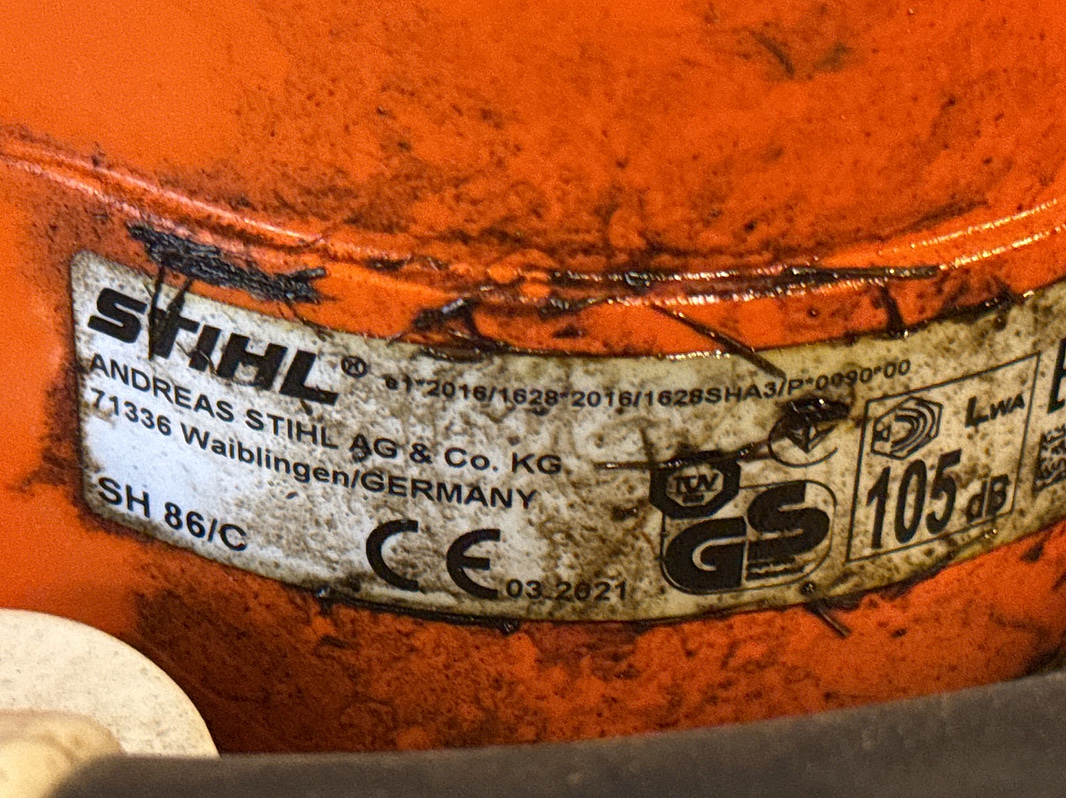 STIHL®
e1*2016/1628*2016/1628SHA3/P*0090*00
ANDREAS STIHL AG & Co. KG
71336 Waiblingen/GERMANY
SH 86/C
CE
03.2021
TÜV
GS
LWA
105 dB